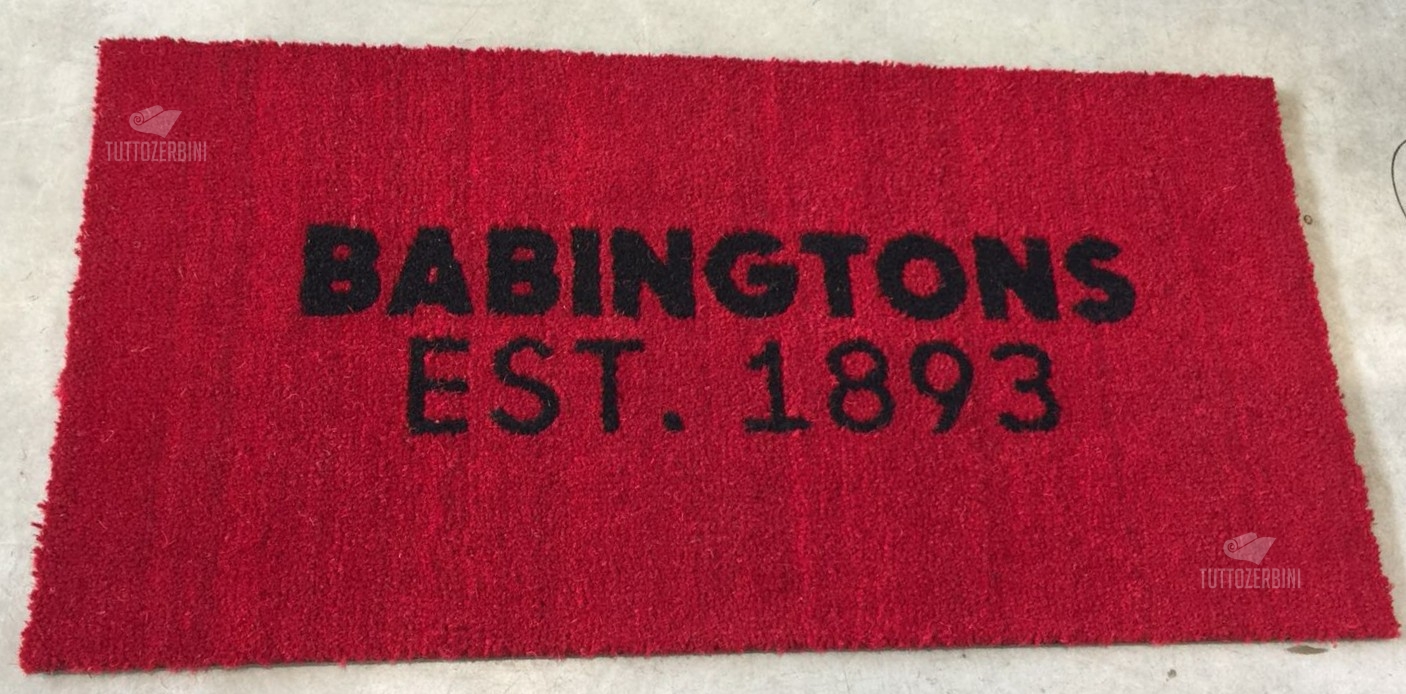 TUTTOZERBINI
BABINGTONS
EST. 1893
TUTTOZERBINI